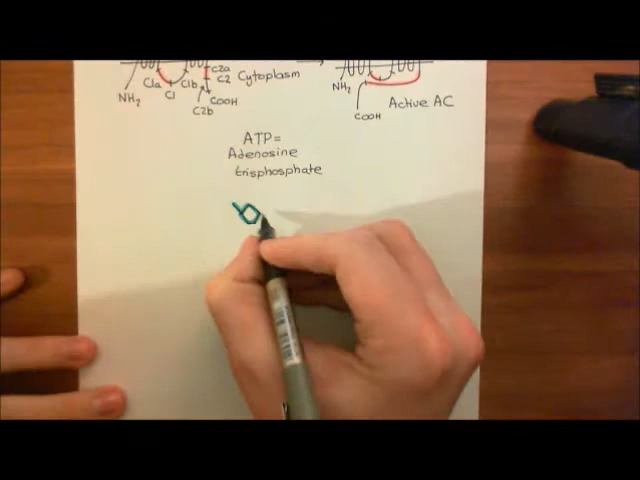 C2a
C1a
C1b
C2
Cytoplasm
NH2
C1
COOH
C2b
NH2
COOH
Active AC
ATP=
Adenosine
trisphosphate